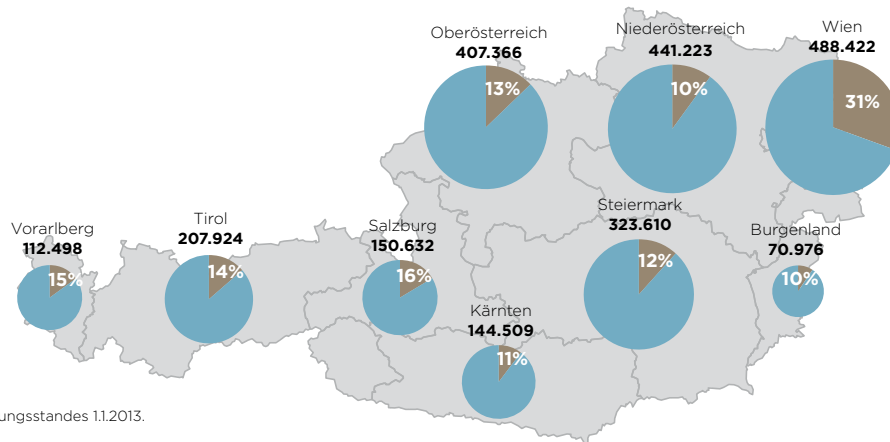 Oberösterreich
407.366
13%
Niederösterreich
441.223
10%
Wien
488.422
31%
Vorarlberg
112.498
15%
Tirol
207.924
14%
Salzburg
150.632
16%
Steiermark
323.610
12%
Burgenland
70.976
10%
Kärnten
144.509
11%
ungsstandes 1.1.2013.